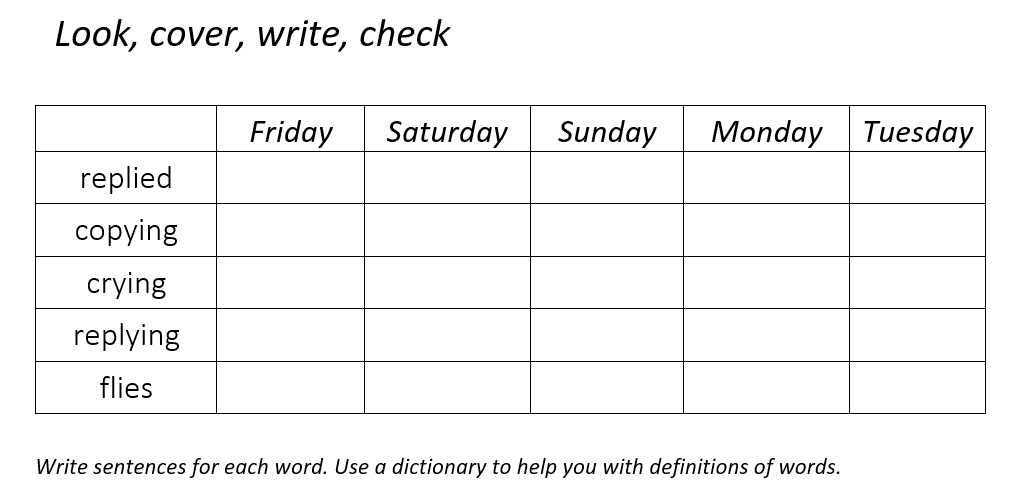 Look, cover, write, check
Friday Saturday Sunday Monday Tuesday
replied
copying
crying
replying
flies
Write sentences for each word. Use a dictionary to help you with definitions of words.